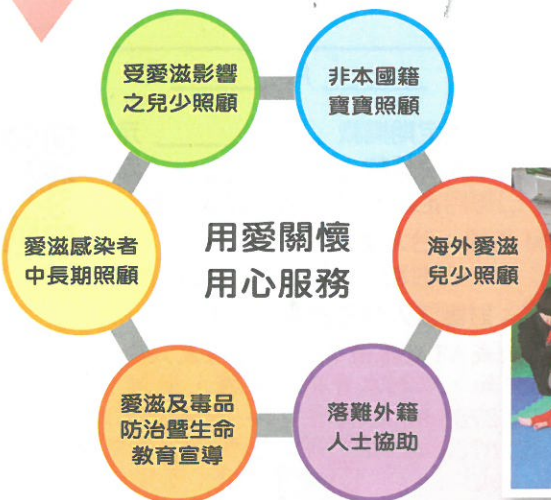 受愛滋影響
之兒少照顧
非本國籍
寶寶照顧
愛滋感染者
中長期照顧
用愛關懷
用心服務
海外愛滋
兒少照顧
愛滋及毒品
防治暨生命
教育宣導
落難外籍
人士協助